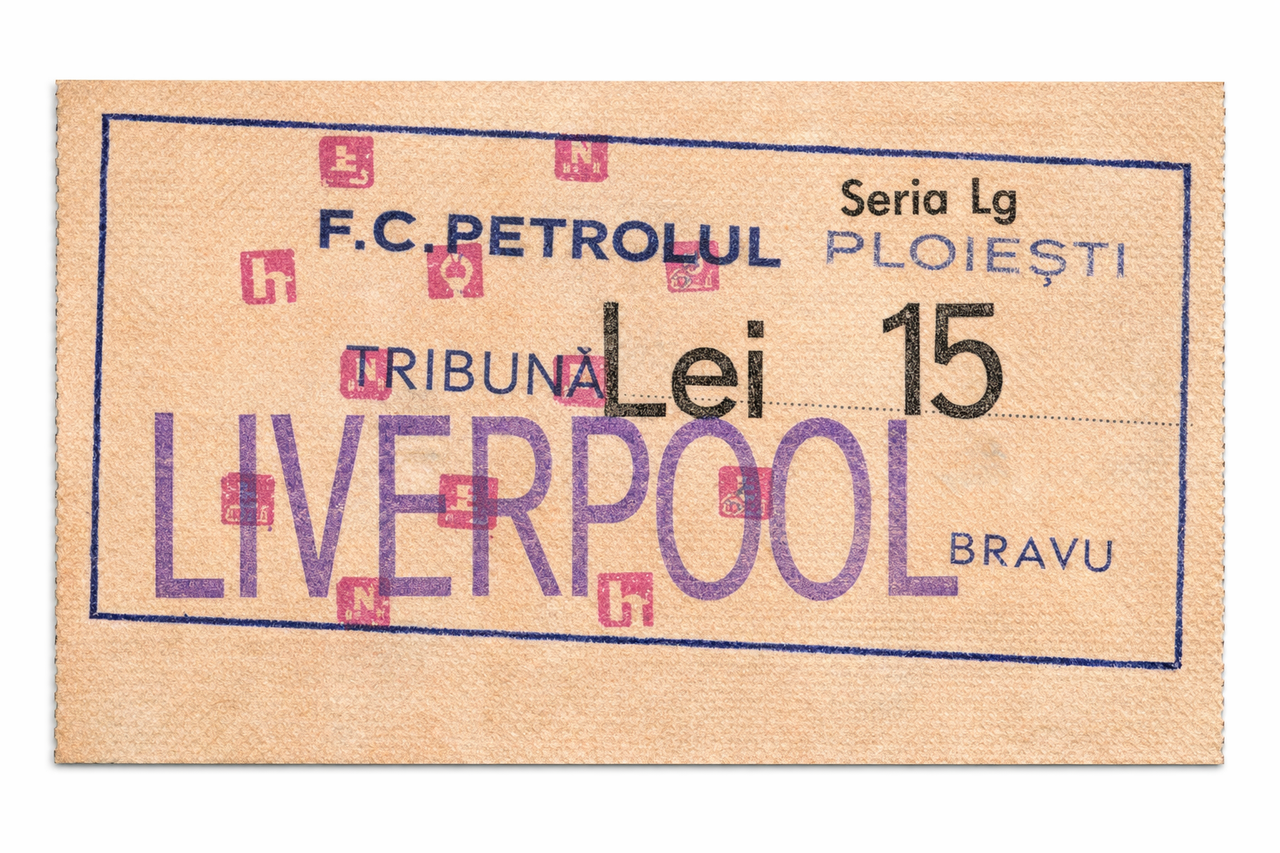 Seria Lg
F.C. PETROLUL PLOIEȘTI
Lei 15
TRIBUNĂ
LIVERPOOL
BRAVU